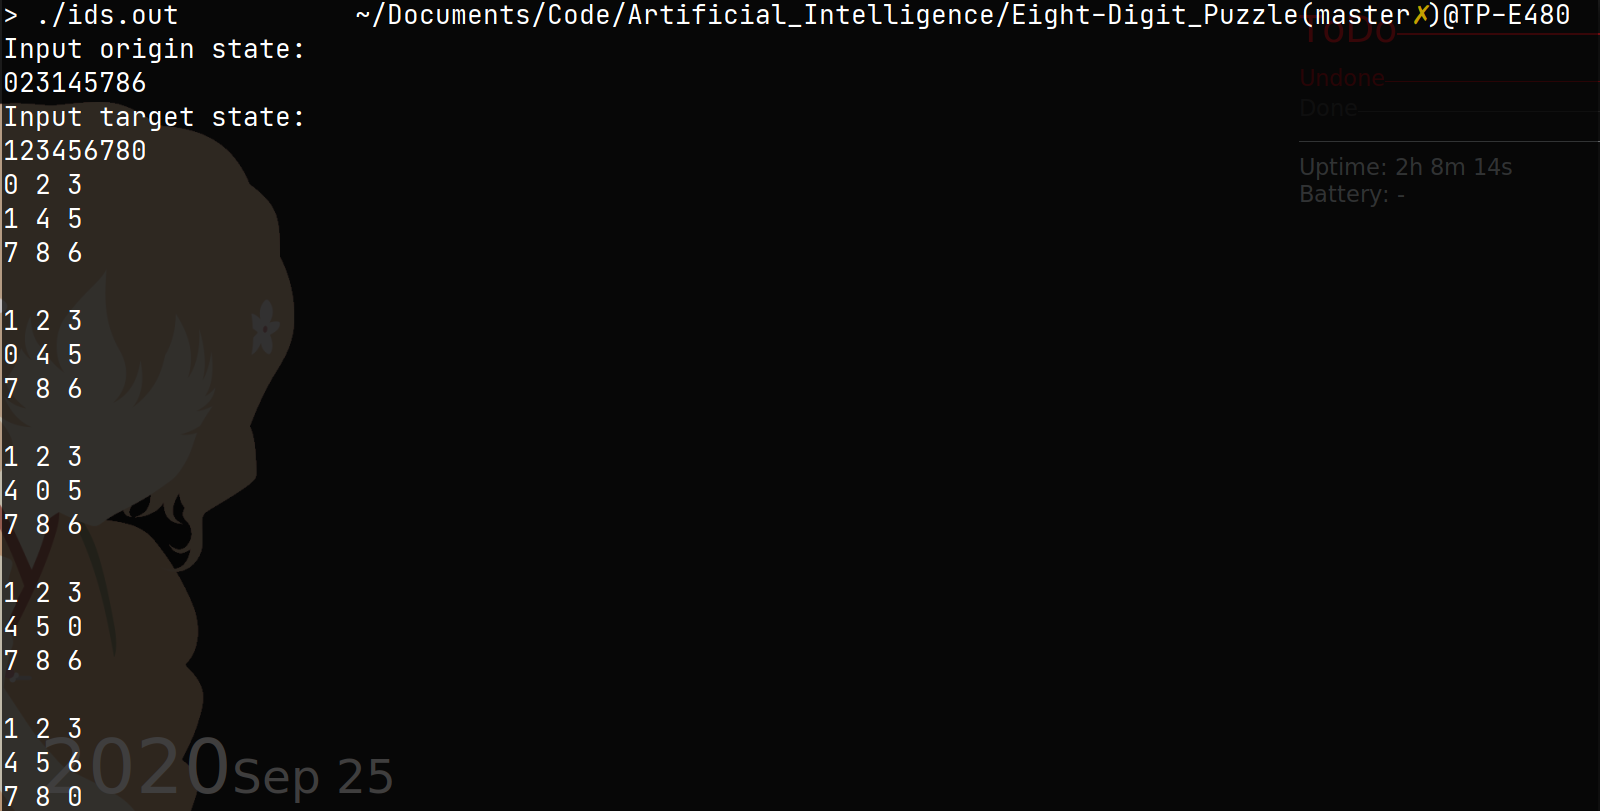 > ./ids.out ~/Documents/Code/Artificial_Intelligence/Eight-Digit_Puzzle(master✗)@TP-E480
Input origin state:
023145786
Input target state:
123456780
0 2 3
1 4 5
7 8 6
1 2 3
0 4 5
7 8 6
1 2 3
4 0 5
7 8 6
1 2 3
4 5 0
7 8 6
1 2 3
4 5 6
7 8 0
ToDo
Undone
Done
Uptime: 2h 8m 14s
Battery: -
2020 Sep 25